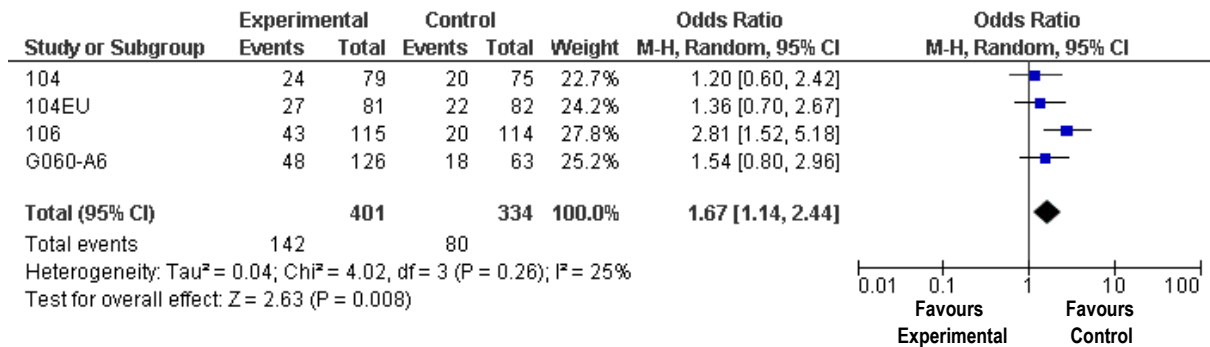 Experimental Control Odds Ratio Odds Ratio
Study or Subgroup Events Total Events Total Weight M-H, Random, 95% CI M-H, Random, 95% CI
104 24 79 20 75 22.7% 1.20 [0.60, 2.42]
104EU 27 81 22 82 24.2% 1.36 [0.70, 2.67]
106 43 115 20 114 27.8% 2.81 [1.52, 5.18]
G060-A6 48 126 18 63 25.2% 1.54 [0.80, 2.96]
Total (95% CI) 401 334 100.0% 1.67 [1.14, 2.44]
Total events 142 80
Heterogeneity: Tau² = 0.04; Chi² = 4.02, df = 3 (P = 0.26); I² = 25%
Test for overall effect: Z = 2.63 (P = 0.008)
0.01 0.1 1 10 100
Favours Favours
Experimental Control